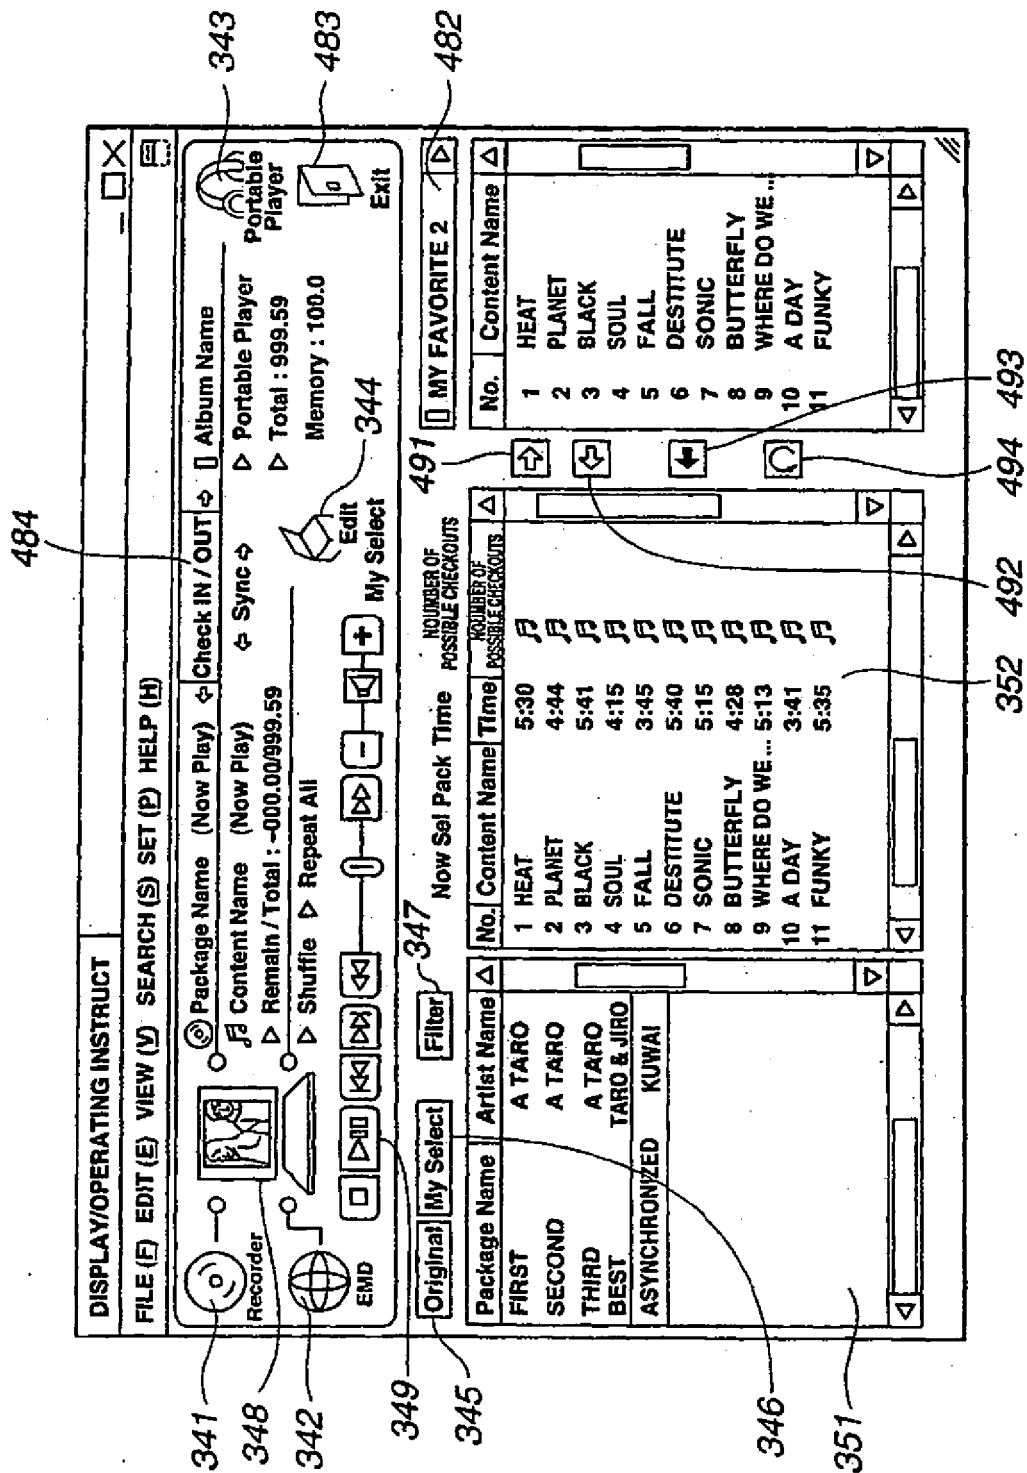 DISPLAY/OPERATING INSTRUCT
FILE (F) EDIT (E) VIEW (V) SEARCH (S) SET (P) HELP (H)
484
343
483
482
341
348
342
349
345
346
347
344
351
352
491
492
493
494
Recorder
EMD
Package Name (Now Play)
Check IN / OUT
Album Name
Content Name (Now Play)
Sync
Portable Player
Remain / Total : -000.00/999.59
Total : 999.59
Shuffle
Repeat All
Memory : 100.0
Portable
Player
Exit
Edit
My Select
Original
My Select
Filter
Now Sel Pack Time
NOUMBER OF
POSSIBLE CHECKOUTS
MY FAVORITE 2
Package Name Artist Name
FIRST A TARO
SECOND A TARO
THIRD A TARO
BEST TARO & JIRO
ASYNCHRONIZED KUWAI
No. Content Name Time NOUMBER OF
POSSIBLE CHECKOUTS
1 HEAT 5:30
2 PLANET 4:44
3 BLACK 5:41
4 SOUL 4:15
5 FALL 3:45
6 DESTITUTE 5:40
7 SONIC 5:15
8 BUTTERFLY 4:28
9 WHERE DO WE... 5:13
10 A DAY 3:41
11 FUNKY 5:35
No. Content Name
1 HEAT
2 PLANET
3 BLACK
4 SOUL
5 FALL
6 DESTITUTE
7 SONIC
8 BUTTERFLY
9 WHERE DO WE ...
10 A DAY
11 FUNKY